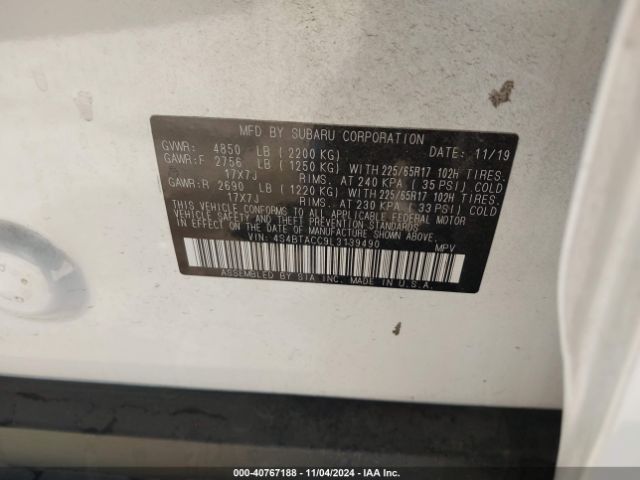 MFD BY SUBARU CORPORATION DATE: 11/19
GVWR: 4850 LB (2200 KG)
GAWR:F 2756 LB (1250 KG) WITH 225/65R17 102H TIRES.
17X7J RIMS. AT 240 KPA (35 PSI) COLD
GAWR:R 2690 LB (1220 KG) WITH 225/65R17 102H TIRES.
17X7J RIMS. AT 230 KPA (33 PSI) COLD
THIS VEHICLE CONFORMS TO ALL APPLICABLE FEDERAL MOTOR
VEHICLE SAFETY AND THEFT PREVENTION STANDARDS
IN EFFECT ON THE DATE OF MANUFACTURE SHOWN ABOVE.
VIN: 4S4BTACC9L3139490 MPV
ASSEMBLED BY SIA INC. MADE IN U.S.A.
000-40767188 - 11/04/2024 - IAA Inc.